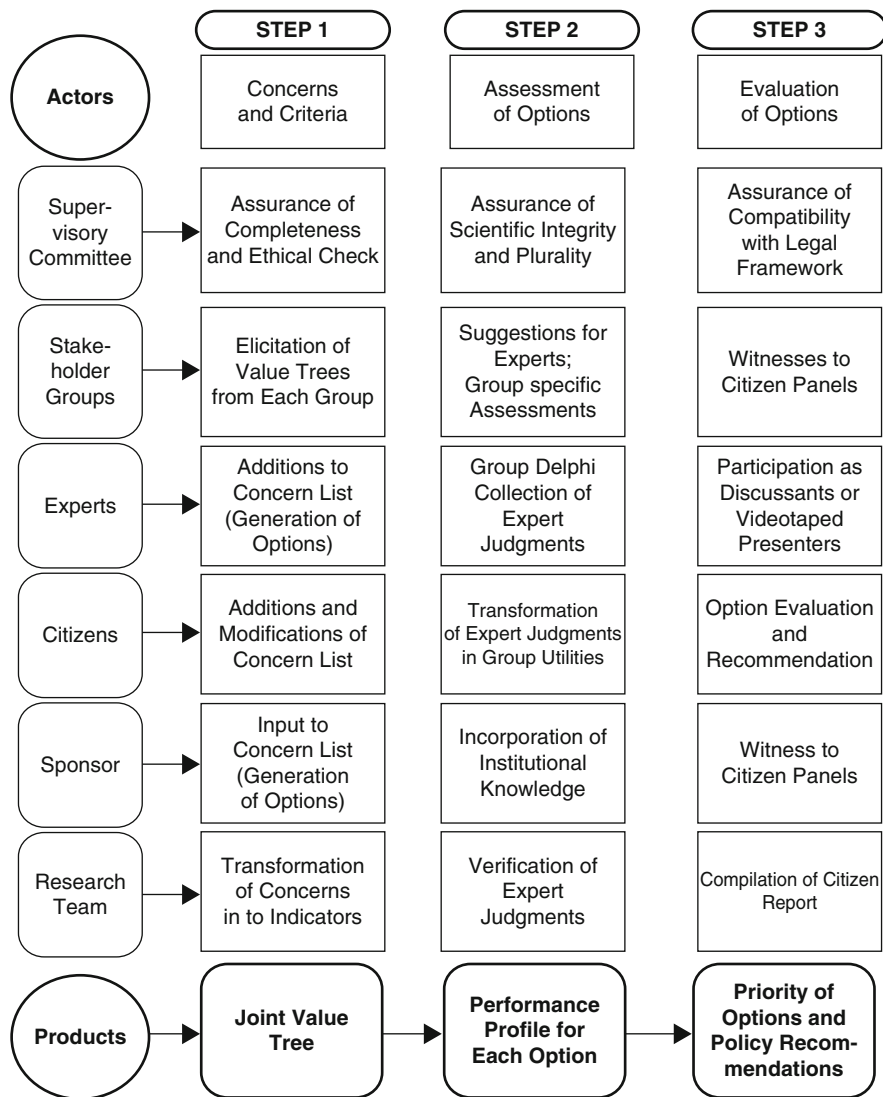 STEP 1
STEP 2
STEP 3
Actors
Concerns
and Criteria
Assessment
of Options
Evaluation
of Options
Super-
visory
Committee
Assurance of
Completeness
and Ethical Check
Assurance of
Scientific Integrity
and Plurality
Assurance of
Compatibility
with Legal
Framework
Stake-
holder
Groups
Elicitation of
Value Trees
from Each Group
Suggestions for
Experts;
Group specific
Assessments
Witnesses to
Citizen Panels
Experts
Additions to
Concern List
(Generation of
Options)
Group Delphi
Collection of
Expert
Judgments
Participation as
Discussants or
Videotaped
Presenters
Citizens
Additions and
Modifications of
Concern List
Transformation
of Expert Judgments
in Group Utilities
Option Evaluation
and
Recommendation
Sponsor
Input to
Concern List
(Generation
of Options)
Incorporation of
Institutional
Knowledge
Witness to
Citizen Panels
Research
Team
Transformation
of Concerns
in to Indicators
Verification of
Expert
Judgments
Compilation of Citizen
Report
Products
Joint Value
Tree
Performance
Profile for
Each Option
Priority of
Options and
Policy Recom-
mendations